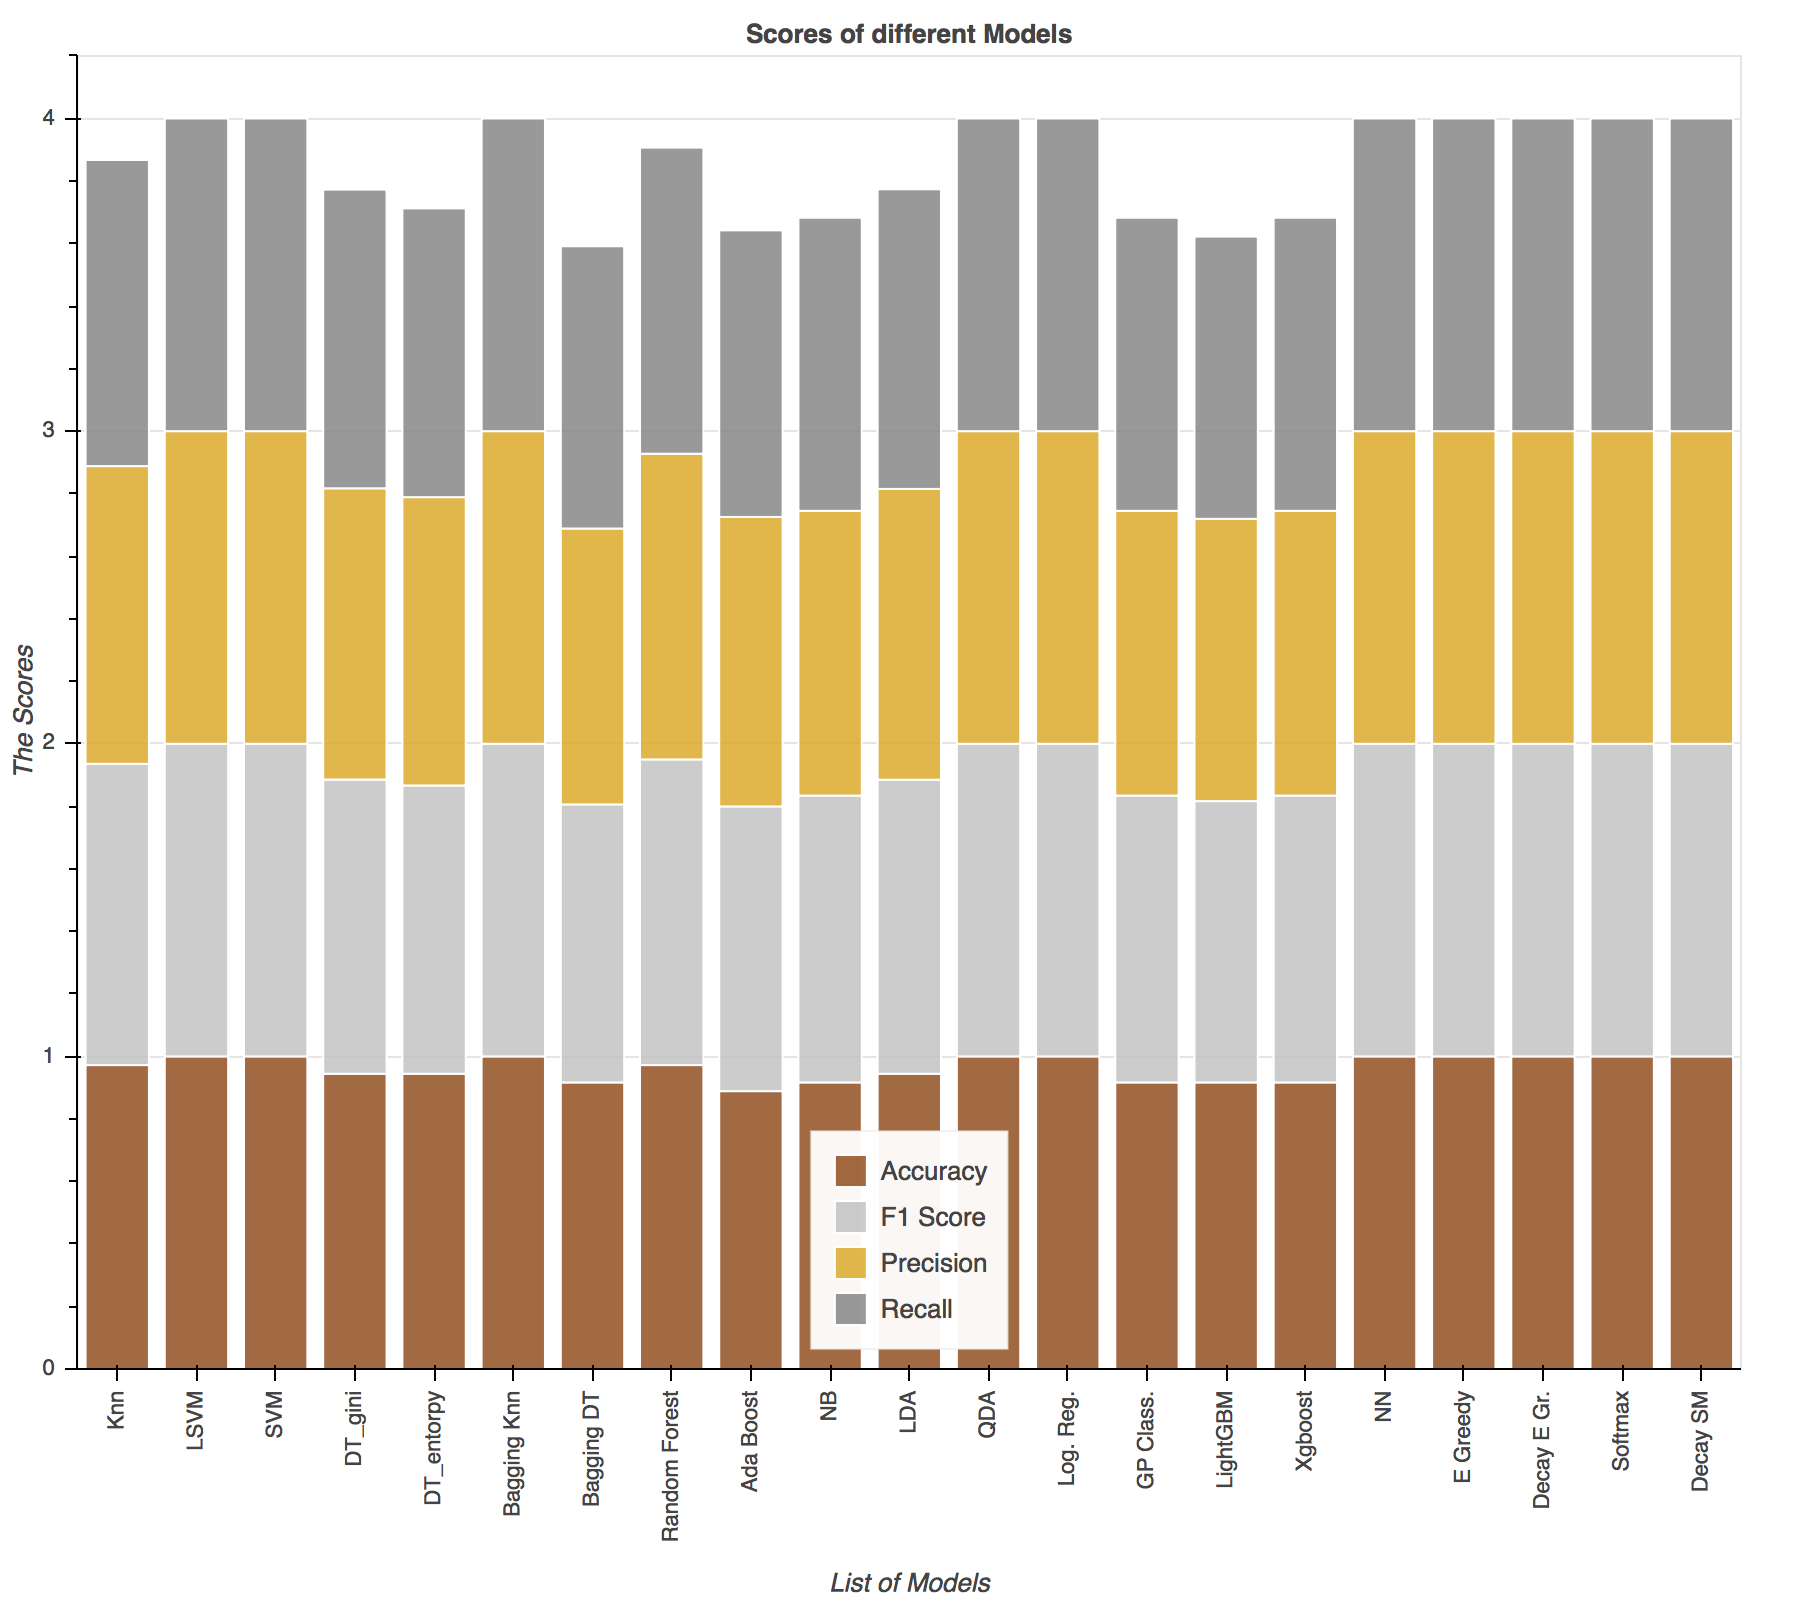 Scores of different Models
The Scores
4
3
2
1
0
Accuracy
F1 Score
Precision
Recall
Knn
LSVM
SVM
DT_gini
DT_entorpy
Bagging Knn
Bagging DT
Random Forest
Ada Boost
NB
LDA
QDA
Log. Reg.
GP Class.
LightGBM
Xgboost
NN
E Greedy
Decay E Gr.
Softmax
Decay SM
List of Models